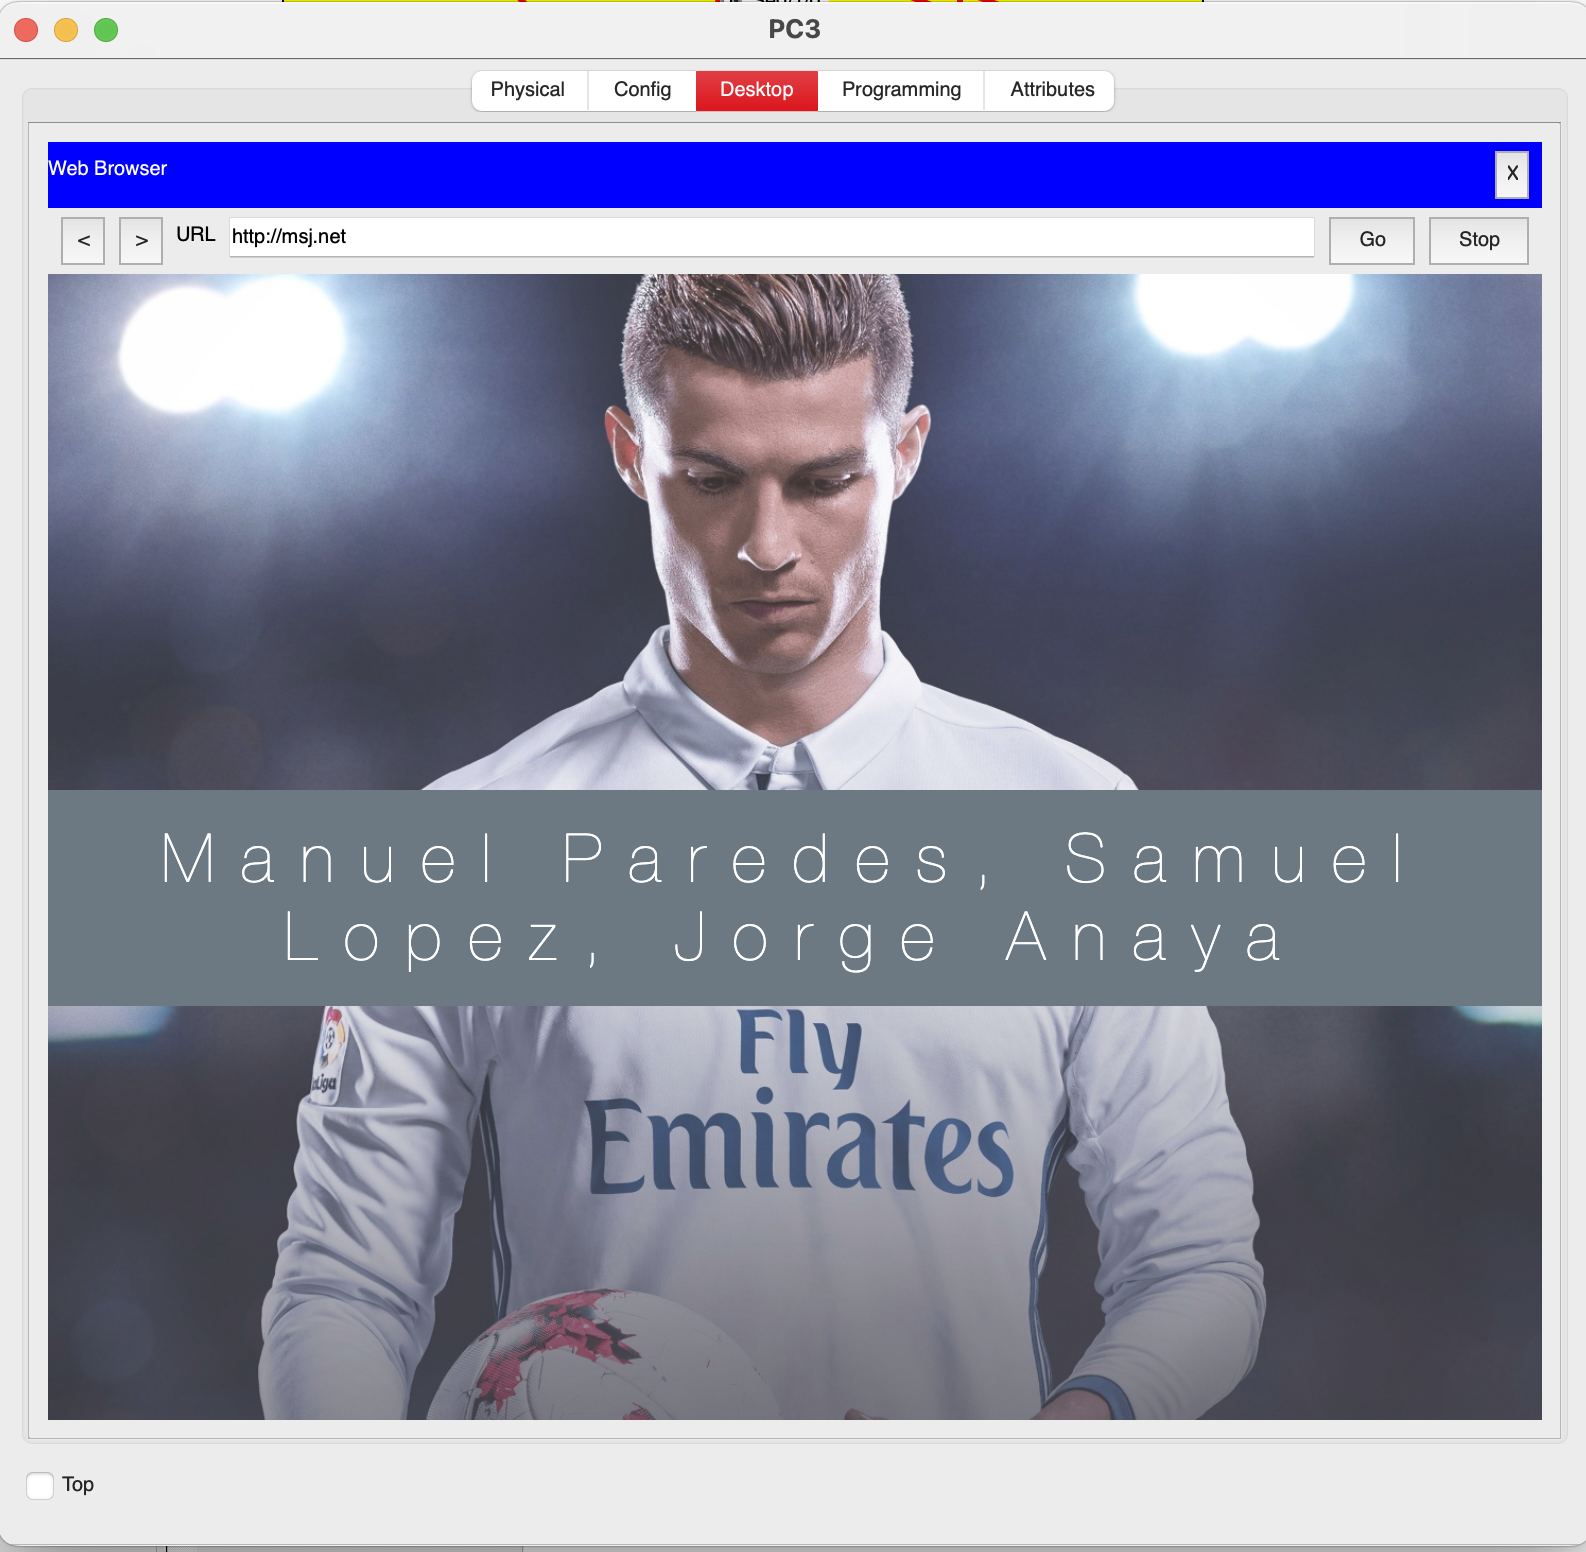 PC3
Physical Config Desktop Programming Attributes
Web Browser
X
< > URL http://msj.net Go Stop
Manuel Paredes, Samuel
Lopez, Jorge Anaya
Fly
Emirates
Top